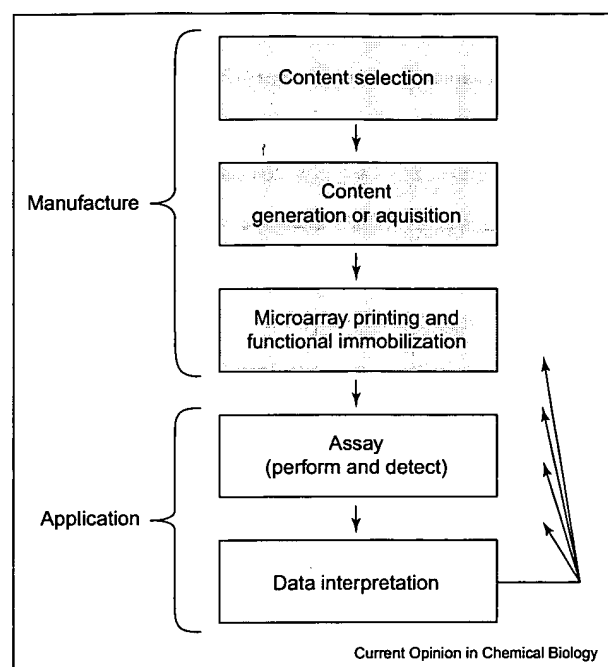 Content selection
Content
generation or aquisition
Manufacture
Microarray printing and
functional immobilization
Assay
(perform and detect)
Application
Data interpretation
Current Opinion in Chemical Biology